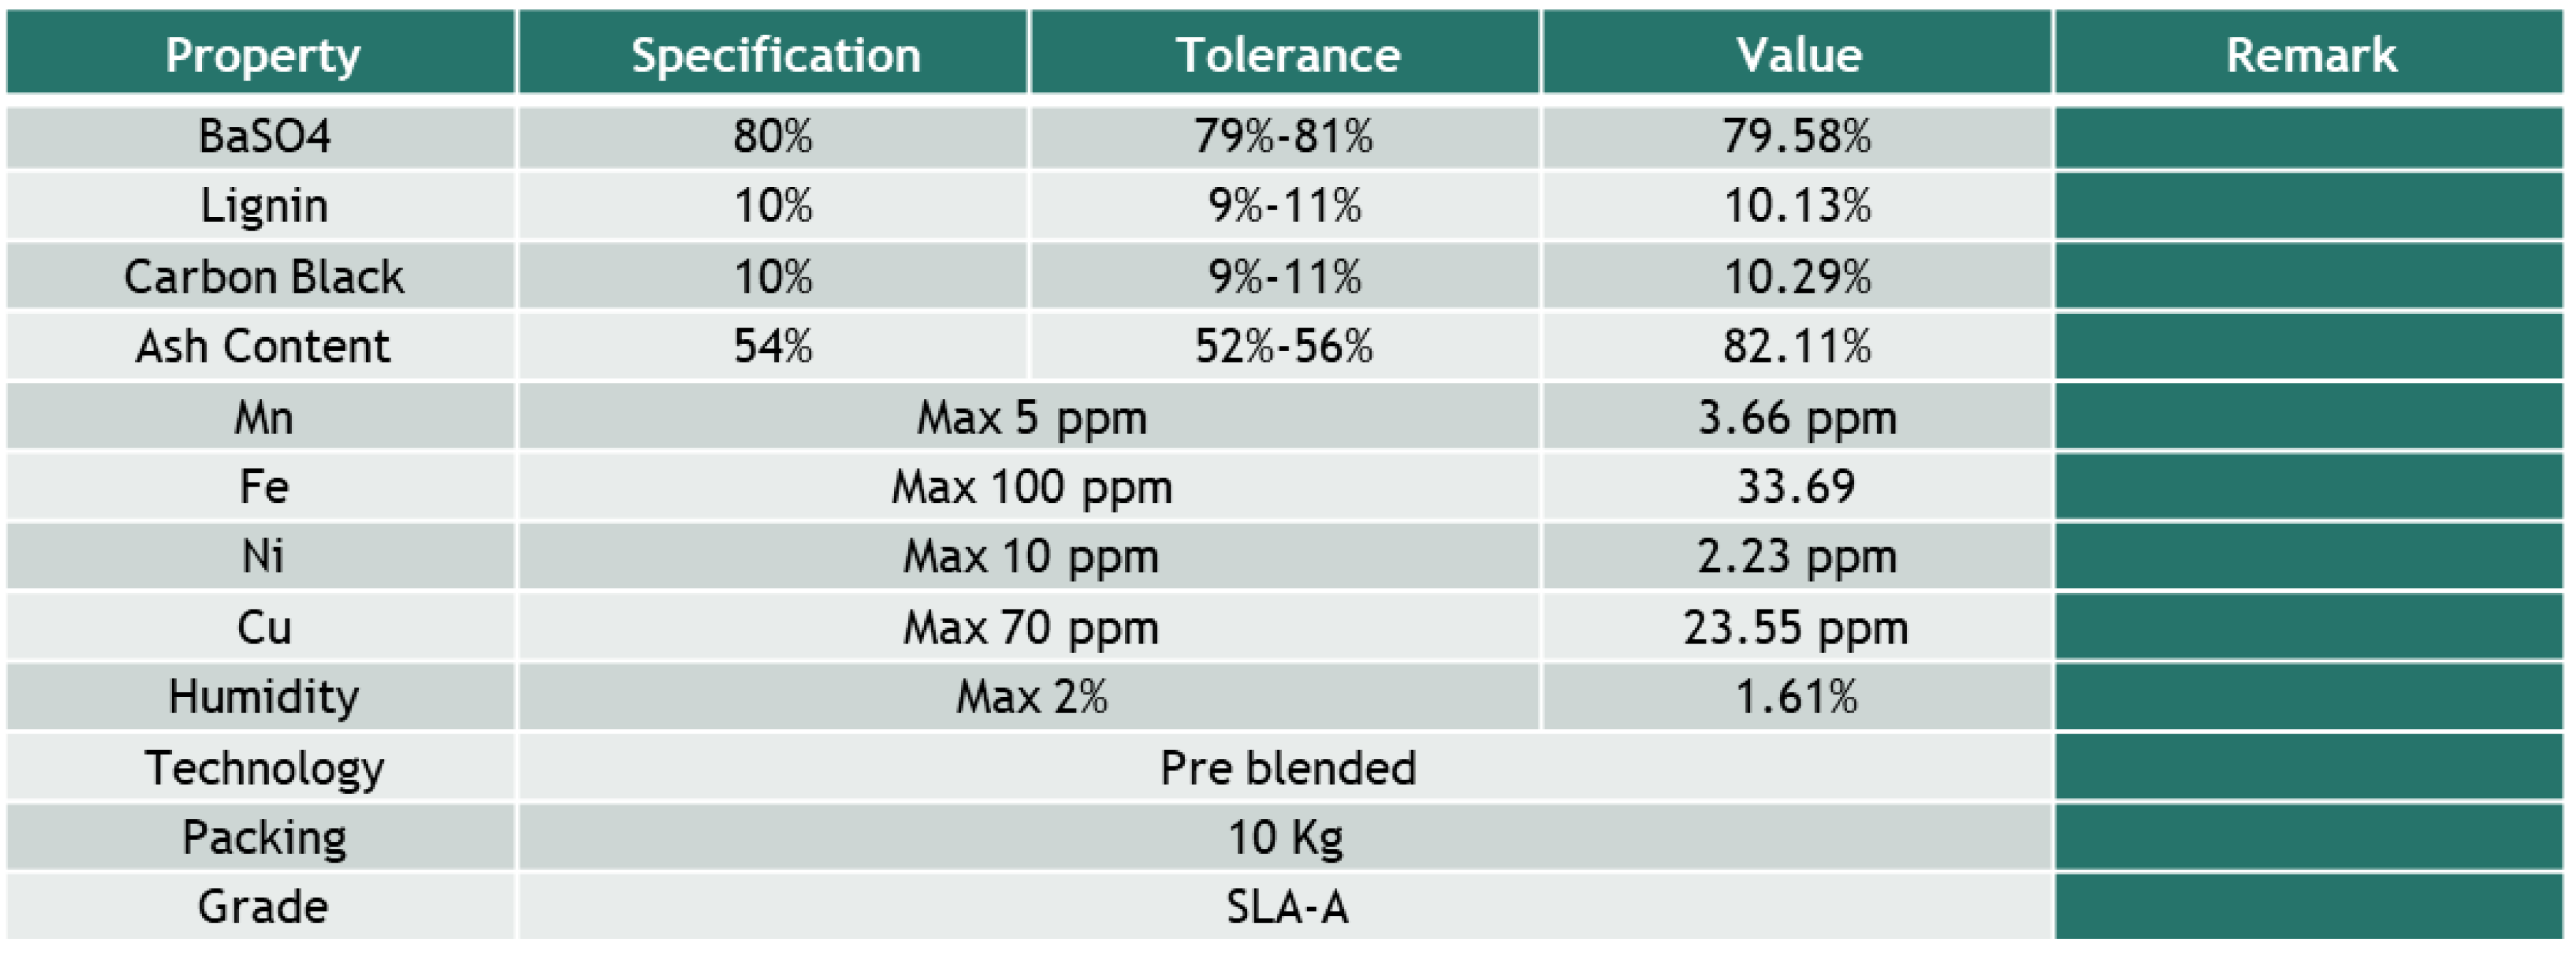 Property Specification Tolerance Value Remark
BaSO4 80% 79%-81% 79.58%
Lignin 10% 9%-11% 10.13%
Carbon Black 10% 9%-11% 10.29%
Ash Content 54% 52%-56% 82.11%
Mn Max 5 ppm 3.66 ppm
Fe Max 100 ppm 33.69
Ni Max 10 ppm 2.23 ppm
Cu Max 70 ppm 23.55 ppm
Humidity Max 2% 1.61%
Technology Pre blended
Packing 10 Kg
Grade SLA-A